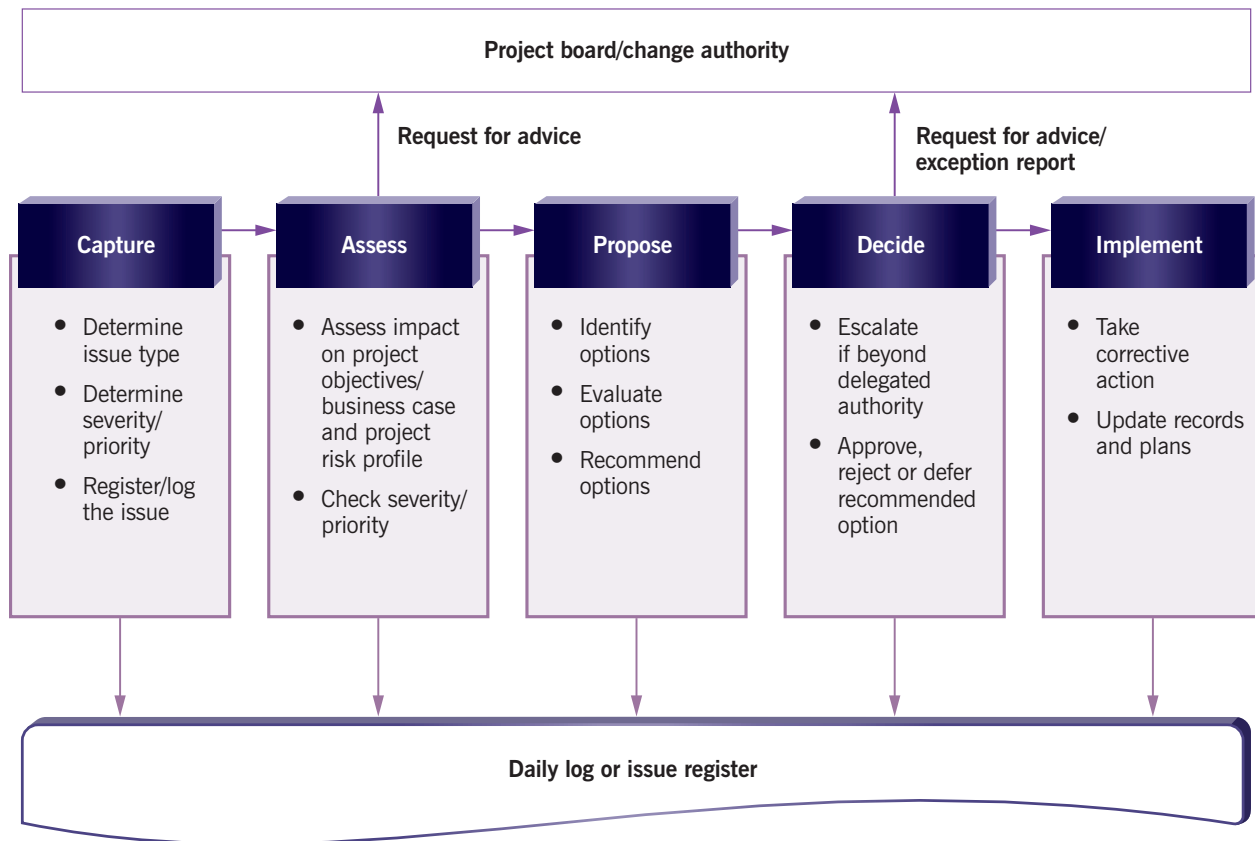 Project board/change authority
Request for advice
Request for advice/
exception report
Capture
Determine
issue type
Determine
severity/
priority
Register/log
the issue
Assess
Assess impact
on project
objectives/
business case
and project
risk profile
Check severity/
priority
Propose
Identify
options
Evaluate
options
Recommend
options
Decide
Escalate
if beyond
delegated
authority
Approve,
reject or defer
recommended
option
Implement
Take
corrective
action
Update records
and plans
Daily log or issue register